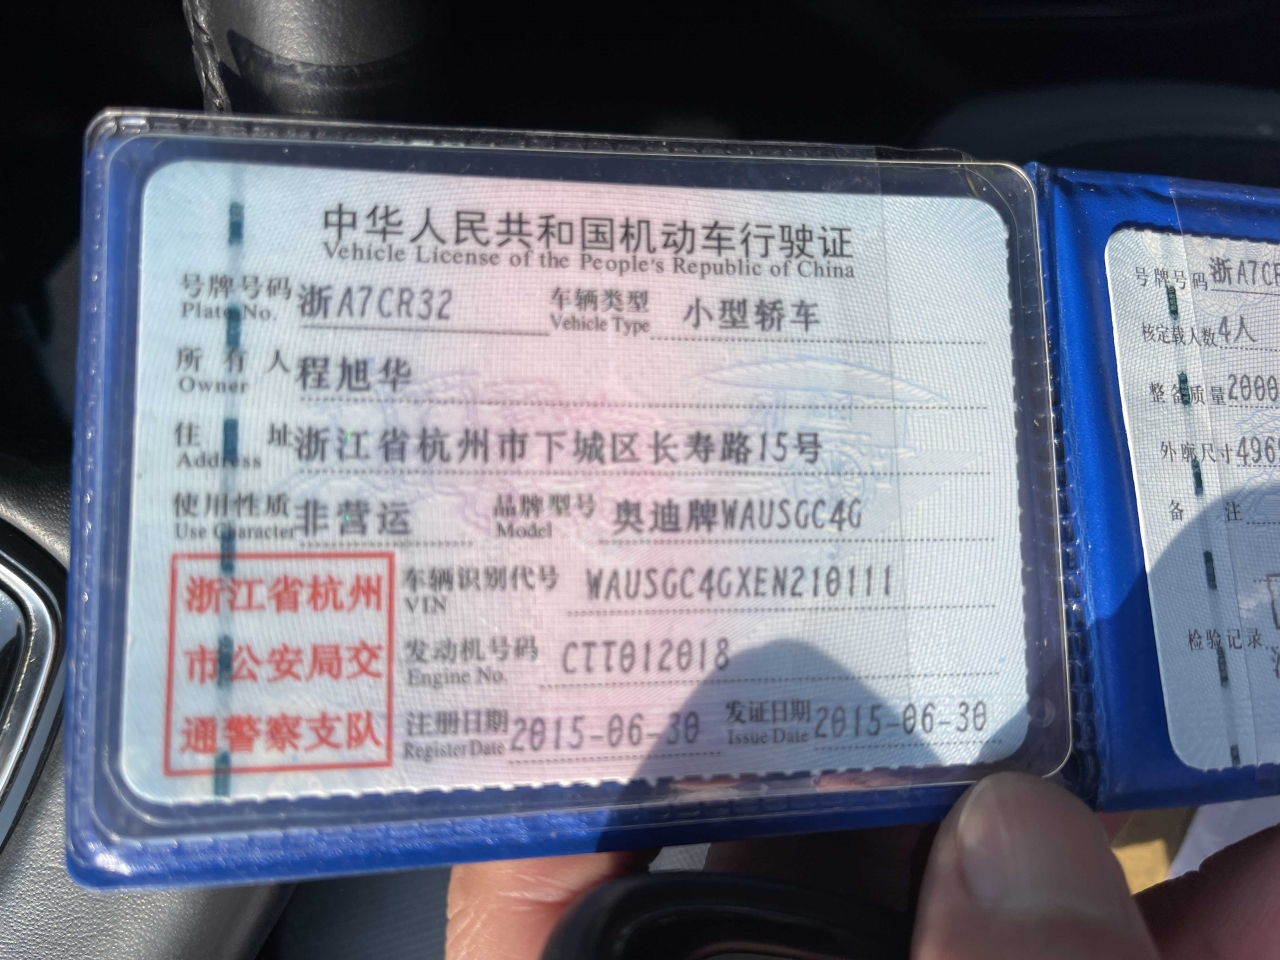 中华人民共和国机动车行驶证
Vehicle License of the People's Republic of China
号牌号码 浙A7CR32 车辆类型 小型轿车
Plate No. Vehicle Type
所有人 程旭华
Owner
住址 浙江省杭州市下城区长寿路15号
Address
使用性质 非营运 品牌型号 奥迪牌WAUSGC4G
Use Character Model
浙江省杭州
市公安局交
通警察支队
车辆识别代号 WAUSGC4GXEN210111
VIN
发动机号码 CTT012018
Engine No.
注册日期 2015-06-30 发证日期 2015-06-30
Register Date Issue Date
号牌号码 浙A7CR
核定载人数 4人
整备质量 2000
外廓尺寸 496
备注
检验记录